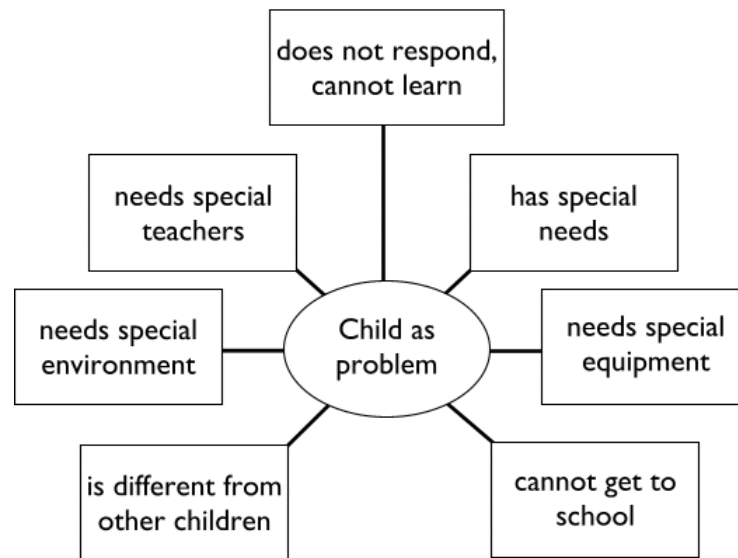 does not respond,
cannot learn
needs special
teachers
has special
needs
needs special
environment
Child as
problem
needs special
equipment
is different from
other children
cannot get to
school